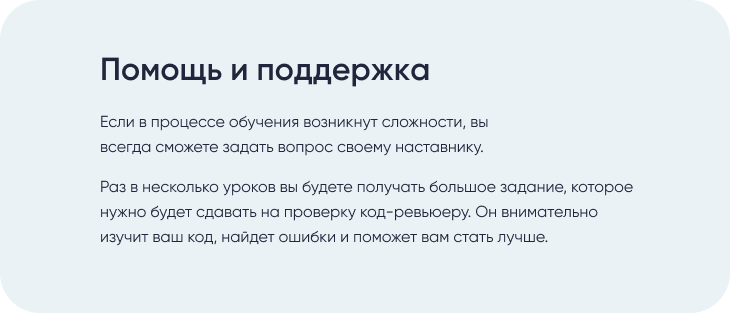 Помощь и поддержка
Если в процессе обучения возникнут сложности, вы
всегда сможете задать вопрос своему наставнику.
Раз в несколько уроков вы будете получать большое задание, которое
нужно будет сдавать на проверку код-ревьюеру. Он внимательно
изучит ваш код, найдет ошибки и поможет вам стать лучше.